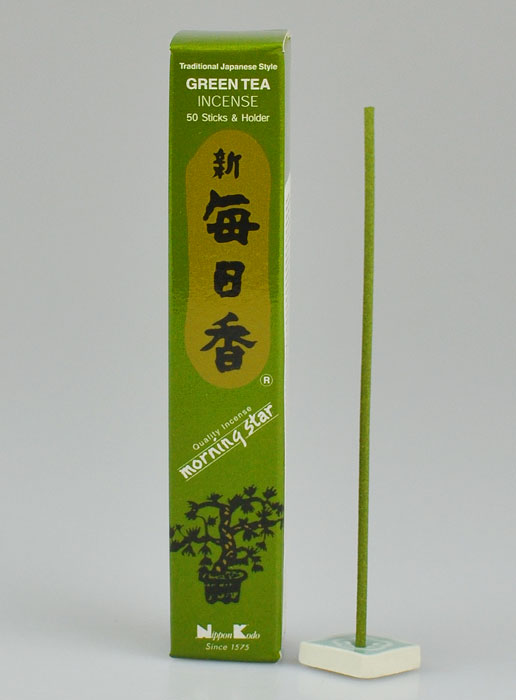 Traditional Japanese Style
GREEN TEA
INCENSE
50 Sticks & Holder
新
毎
日
香
®
Quality Incense
morning star
Nippon Kodo
Since 1575